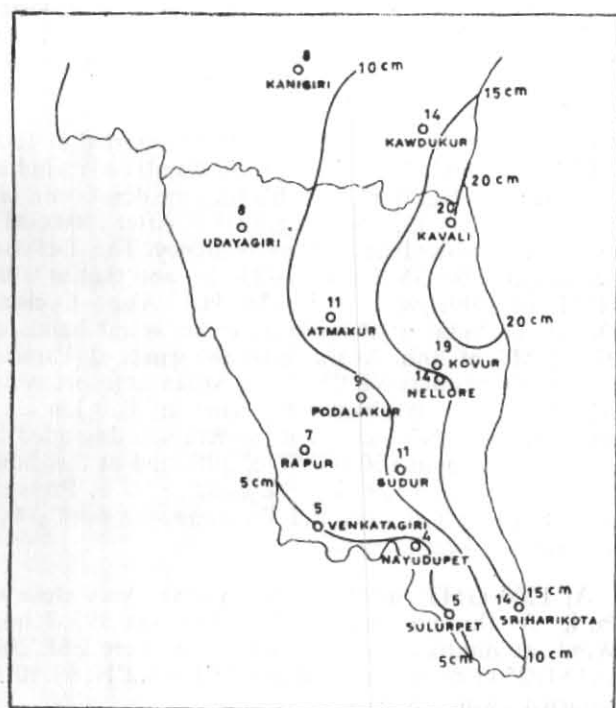 8
KANIGIRI
10 cm
15 cm
14
KAWDUKUR
20 cm
20
KAVALI
8
UDAYAGIRI
11
ATMAKUR
20 cm
19
KOVUR
14
NELLORE
9
PODALAKUR
7
RAPUR
11
GUDUR
5 cm
5
VENKATAGIRI
4
NAYUDUPET
5
SULURPET
14
15 cm
SRIHARIKOTA
5 cm
10 cm